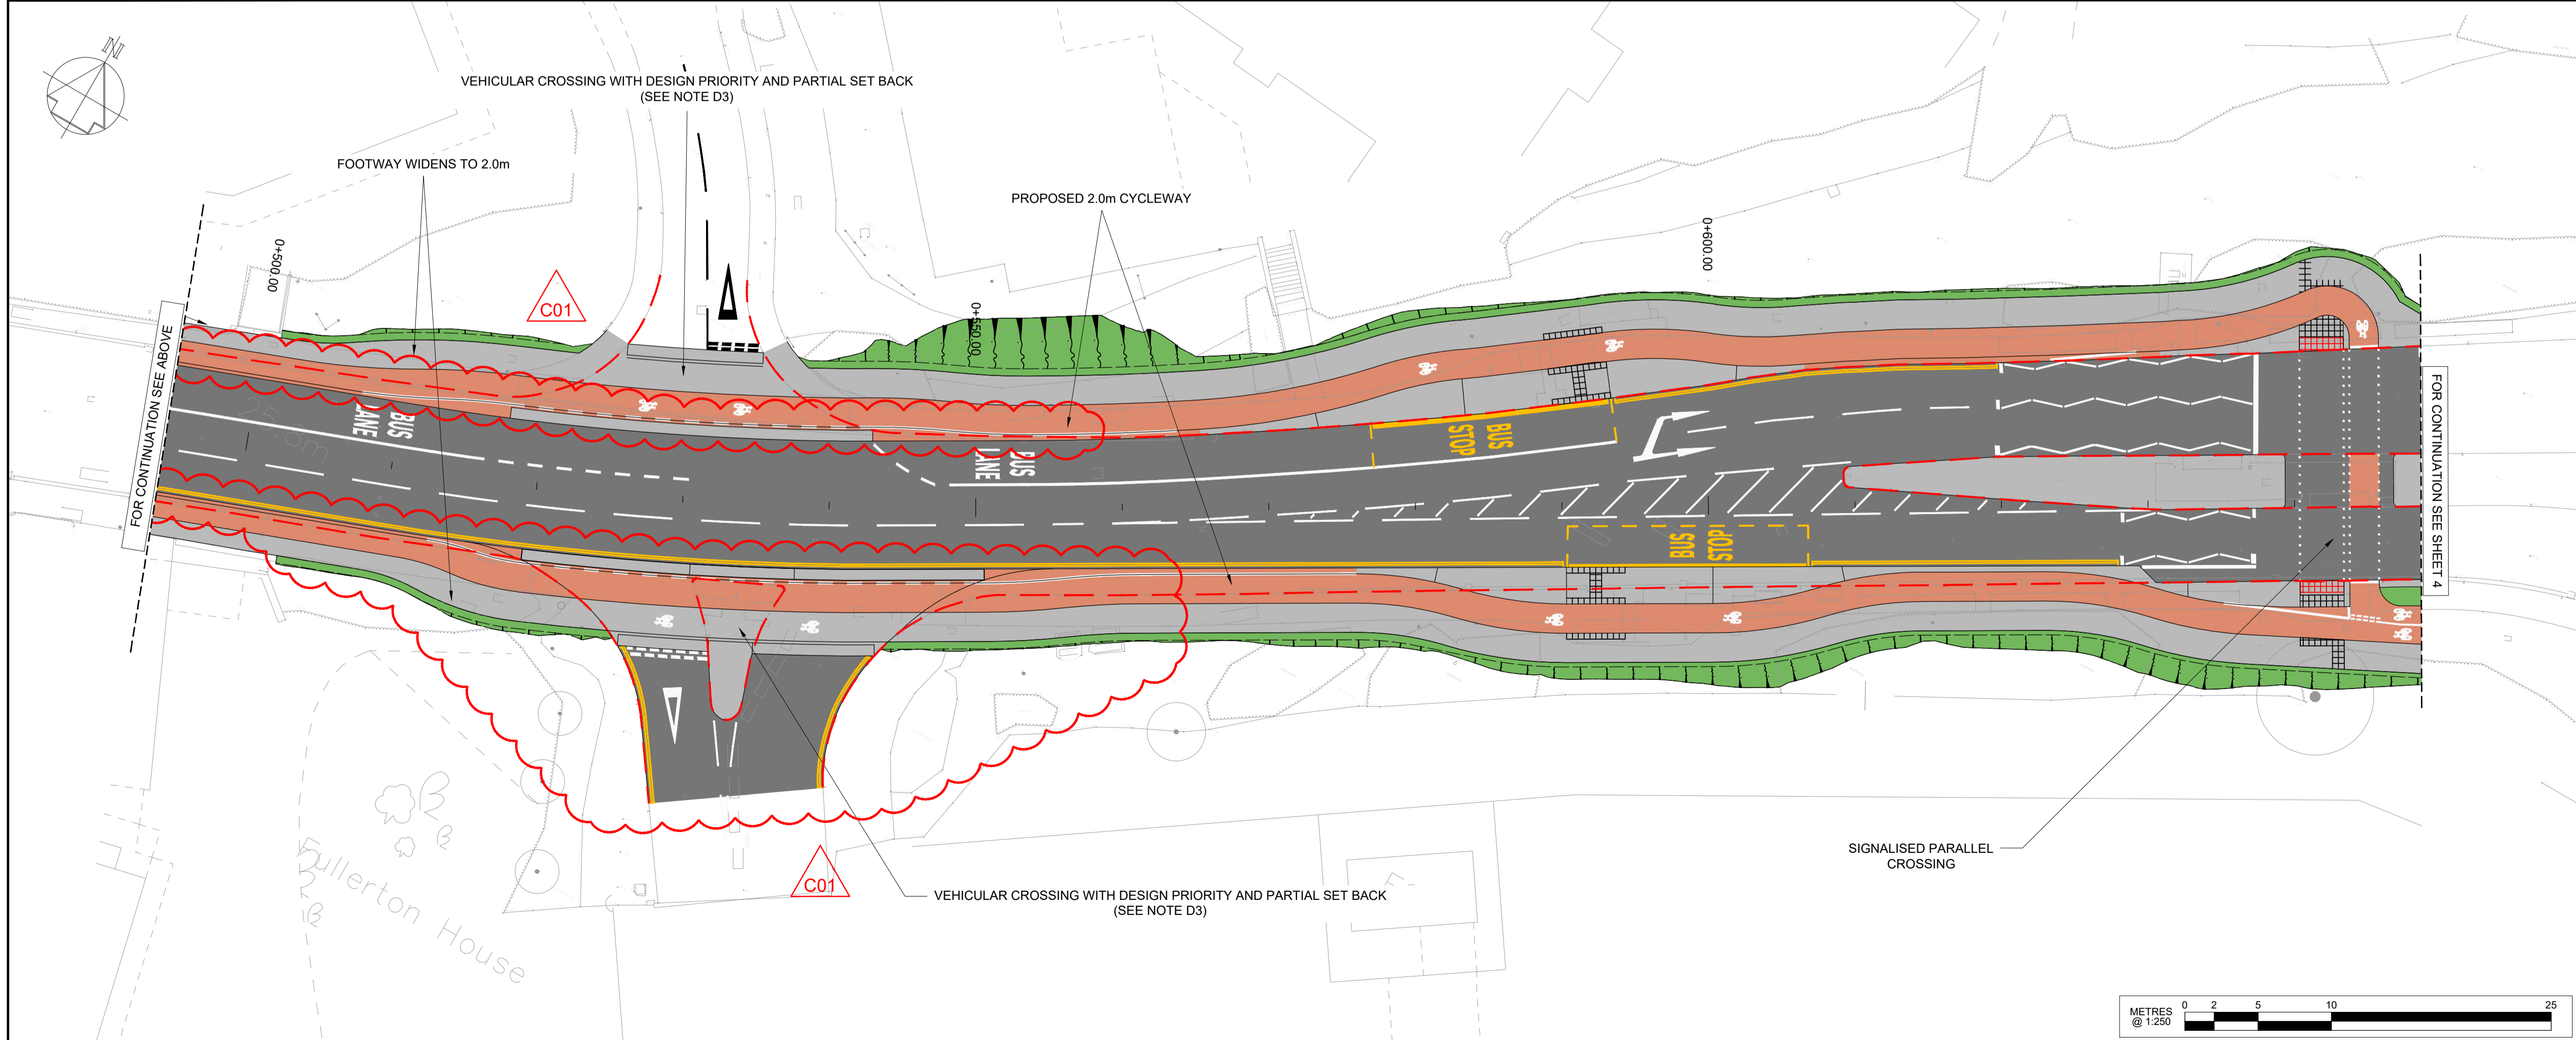 N
VEHICULAR CROSSING WITH DESIGN PRIORITY AND PARTIAL SET BACK
(SEE NOTE D3)
FOOTWAY WIDENS TO 2.0m
PROPOSED 2.0m CYCLEWAY
0+500.00
0+550.00
0+600.00
C01
FOR CONTINUATION SEE ABOVE
25.6m
BUS
LANE
BUS
LANE
BUS
STOP
BUS
STOP
FOR CONTINUATION SEE SHEET 4
SIGNALISED PARALLEL
CROSSING
C01
VEHICULAR CROSSING WITH DESIGN PRIORITY AND PARTIAL SET BACK
(SEE NOTE D3)
Fullerton House
METRES
@ 1:250
0 2 5 10 25